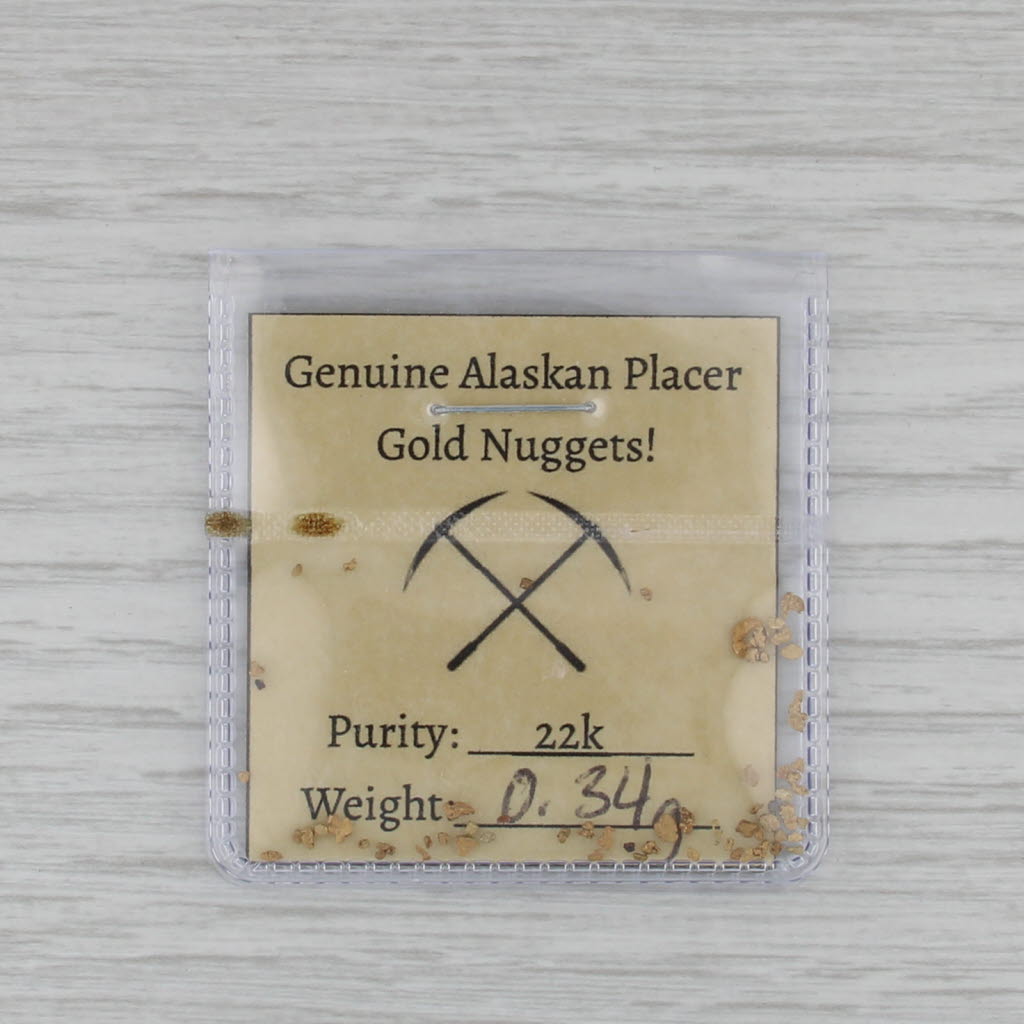 Genuine Alaskan Placer
Gold Nuggets!
Purity: 22k
Weight: 0.34g